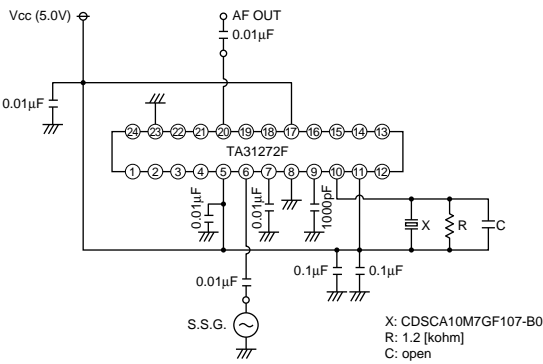 Vcc (5.0V)
AF OUT
0.01μF
0.01μF
24 23 22 21 20 19 18 17 16 15 14 13
TA31272F
1 2 3 4 5 6 7 8 9 10 11 12
0.01μF
0.01μF
1000pF
X
R
C
0.01μF
0.1μF
0.1μF
S.S.G.
X: CDSCA10M7GF107-B0
R: 1.2 [kohm]
C: open